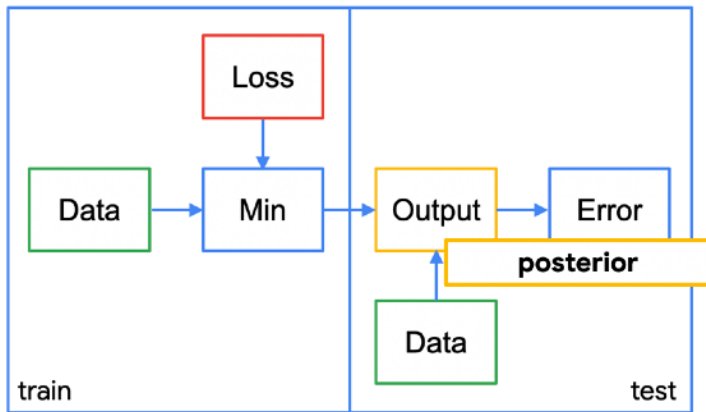 Loss
Data
Min
Output
Error
posterior
Data
train
test